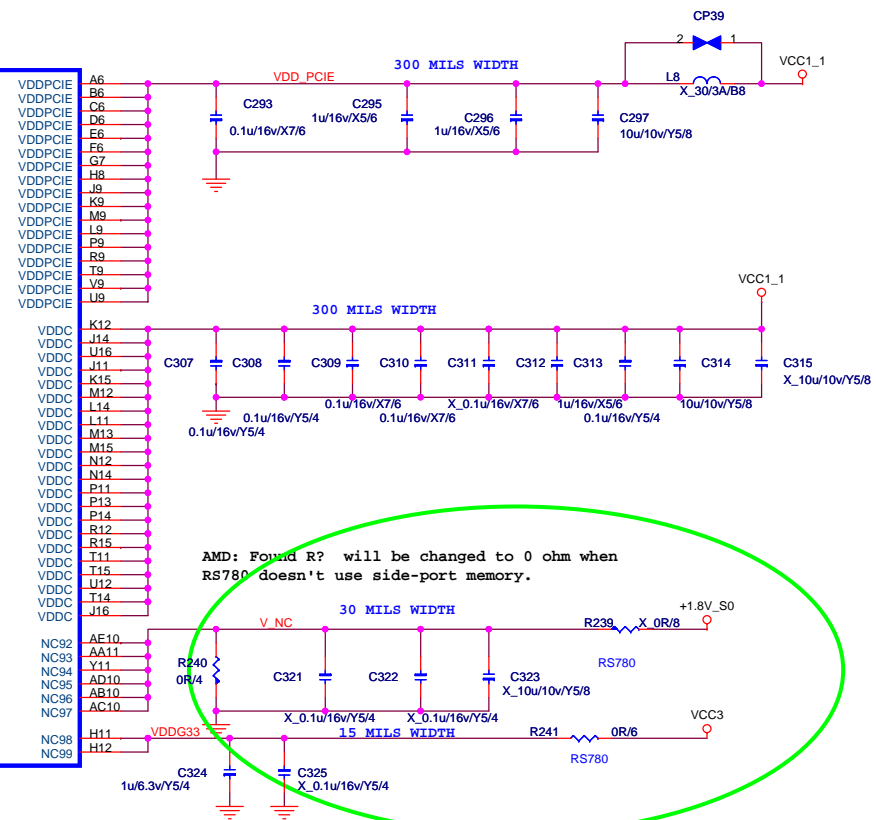 CP39
2 1
VCC1_1
300 MILS WIDTH
VDD_PCIE
L8
X_30/3A/B8
VDDPCIE A6
VDDPCIE B6
VDDPCIE C6
VDDPCIE D6
VDDPCIE E6
VDDPCIE F6
VDDPCIE G7
VDDPCIE H8
VDDPCIE J9
VDDPCIE K9
VDDPCIE M9
VDDPCIE L9
VDDPCIE P9
VDDPCIE R9
VDDPCIE T9
VDDPCIE V9
VDDPCIE U9
C293
0.1u/16v/X7/6
C295
1u/16v/X5/6
C296
1u/16v/X5/6
C297
10u/10v/Y5/8
VCC1_1
300 MILS WIDTH
VDDC K12
VDDC J14
VDDC U16
VDDC J11
VDDC K15
VDDC M12
VDDC L14
VDDC L11
VDDC M13
VDDC M15
VDDC N12
VDDC N14
VDDC P11
VDDC P13
VDDC P14
VDDC R12
VDDC R15
VDDC T11
VDDC T15
VDDC U12
VDDC T14
VDDC J16
C307 C308 C309 C310 C311 C312 C313 C314 C315
X_10u/10v/Y5/8
0.1u/16v/X7/6 X_0.1u/16v/X7/6 1u/16v/X5/6 10u/10v/Y5/8
0.1u/16v/Y5/4 0.1u/16v/X7/6 0.1u/16v/Y5/4
0.1u/16v/Y5/4
AMD: Found R? will be changed to 0 ohm when
RS780 doesn't use side-port memory.
30 MILS WIDTH
+1.8V_S0
V_NC
R239 X_0R/8
RS780
NC92 AE10
NC93 AA11
NC94 Y11
NC95 AD10
NC96 AB10
NC97 AC10
R240
0R/4
C321
X_0.1u/16v/Y5/4
C322
X_0.1u/16v/Y5/4
C323
X_10u/10v/Y5/8
VCC3
15 MILS WIDTH
NC98 H11
NC99 H12
VDDG33
R241 0R/6
RS780
C324
1u/6.3v/Y5/4
C325
X_0.1u/16v/Y5/4